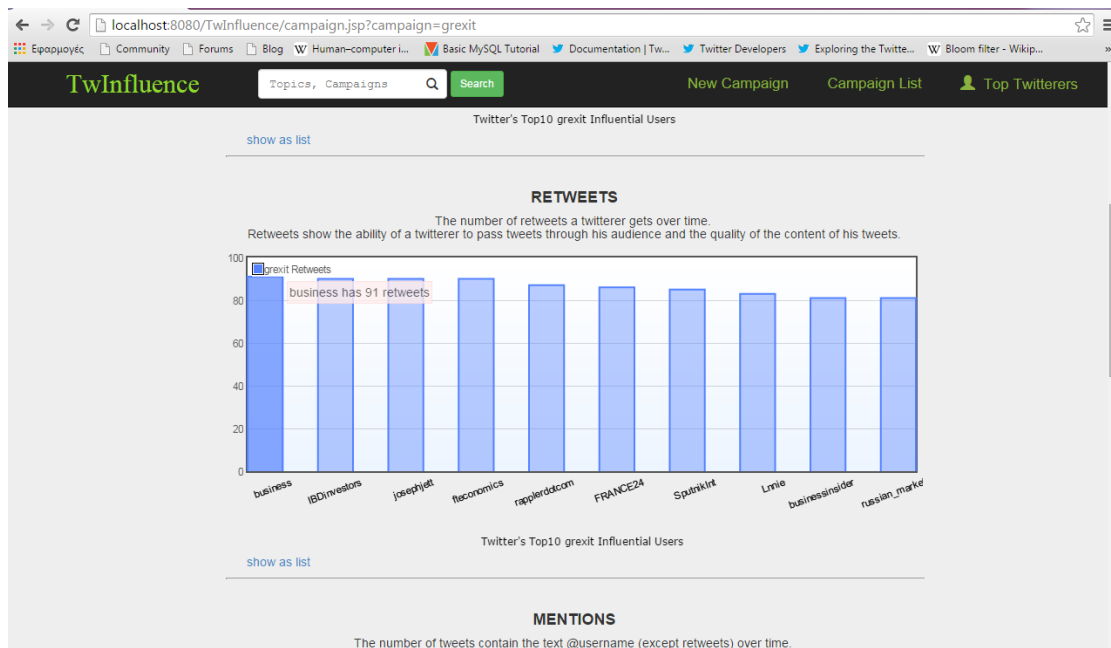 localhost:8080/TwInfluence/campaign.jsp?campaign=grexit
Εφαρμογές Community Forums Blog Human–computer i... Basic MySQL Tutorial Documentation | Tw... Twitter Developers Exploring the Twitte... Bloom filter - Wikip... »
TwInfluence Topics, Campaigns Search New Campaign Campaign List Top Twitterers
Twitter's Top10 grexit Influential Users
show as list
RETWEETS
The number of retweets a twitterer gets over time.
Retweets show the ability of a twitterer to pass tweets through his audience and the quality of the content of his tweets.
100
grexit Retweets
business has 91 retweets
80
60
40
20
0
business IBDinvestors josephjett fteconomics rapplerdotcom FRANCE24 SputnikInt Lnnie businessinsider russian_marke
Twitter's Top10 grexit Influential Users
show as list
MENTIONS
The number of tweets contain the text @username (except retweets) over time.